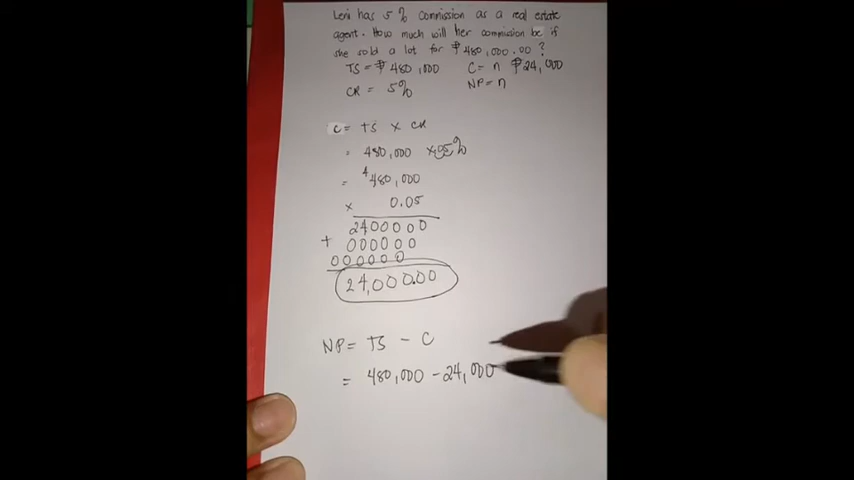 Leni has 5% commission as a real estate
agent. How much will her commission be if
she sold a lot for ₱480,000.00?
TS = ₱480,000 C = n ₱24,000
CR = 5% NP = n
C = TS x CR
= 480,000 x 05%
= 4 480,000
x 0.05
2400000
+ 000000
000000
24,000.00
NP = TS - C
= 480,000 - 24,000